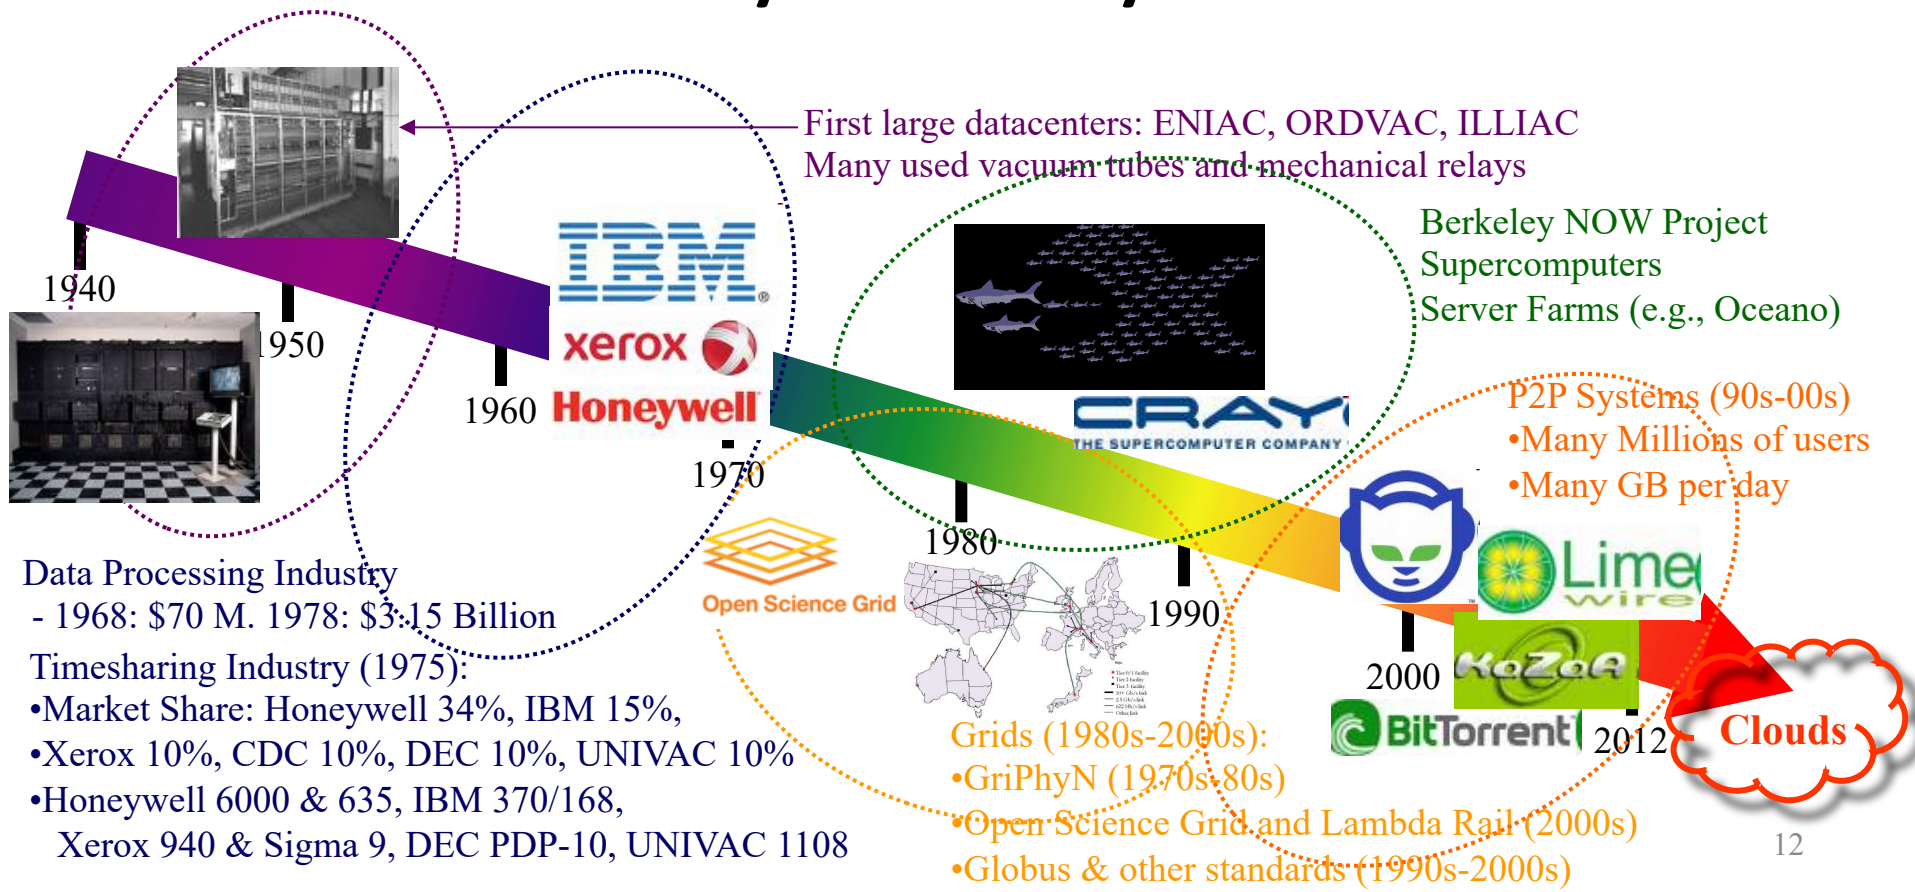 First large datacenters: ENIAC, ORDVAC, ILLIAC
Many used vacuum tubes and mechanical relays
Berkeley NOW Project
Supercomputers
Server Farms (e.g., Oceano)
1940
1950
1960
1970
1980
1990
2000
2012
IBM®
xerox
Honeywell
CRAY
THE SUPERCOMPUTER COMPANY
P2P Systems (90s-00s)
•Many Millions of users
•Many GB per day
Lime
wire
KaZaA
BitTorrent
Clouds
Open Science Grid
Data Processing Industry
- 1968: $70 M. 1978: $3.15 Billion
Timesharing Industry (1975):
•Market Share: Honeywell 34%, IBM 15%,
•Xerox 10%, CDC 10%, DEC 10%, UNIVAC 10%
•Honeywell 6000 & 635, IBM 370/168,
Xerox 940 & Sigma 9, DEC PDP-10, UNIVAC 1108
Grids (1980s-2000s):
•GriPhyN (1970s-80s)
•Open Science Grid and Lambda Rail (2000s)
•Globus & other standards (1990s-2000s)
12